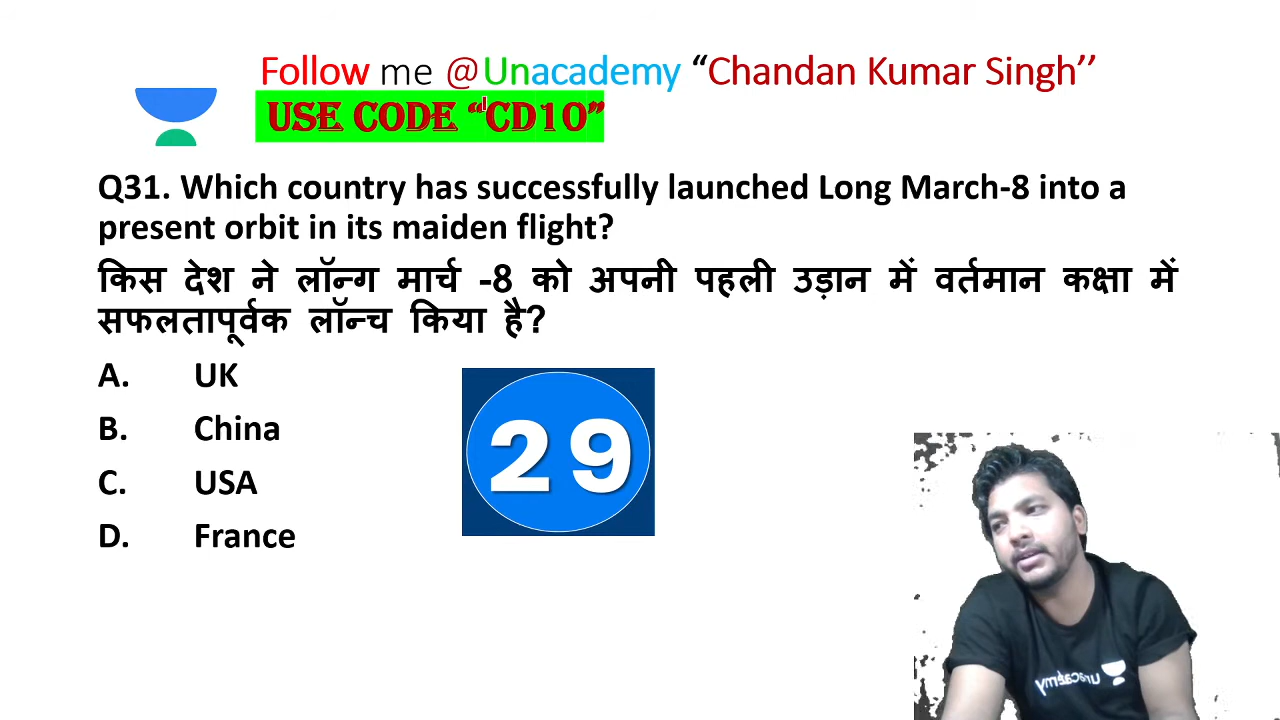 Follow me @Unacademy “Chandan Kumar Singh’’
USE CODE “CD10”
Q31. Which country has successfully launched Long March-8 into a
present orbit in its maiden flight?
किस देश ने लॉन्ग मार्च -8 को अपनी पहली उड़ान में वर्तमान कक्षा में
सफलतापूर्वक लॉन्च किया है?
A. UK
B. China
C. USA
D. France
29
unacademy